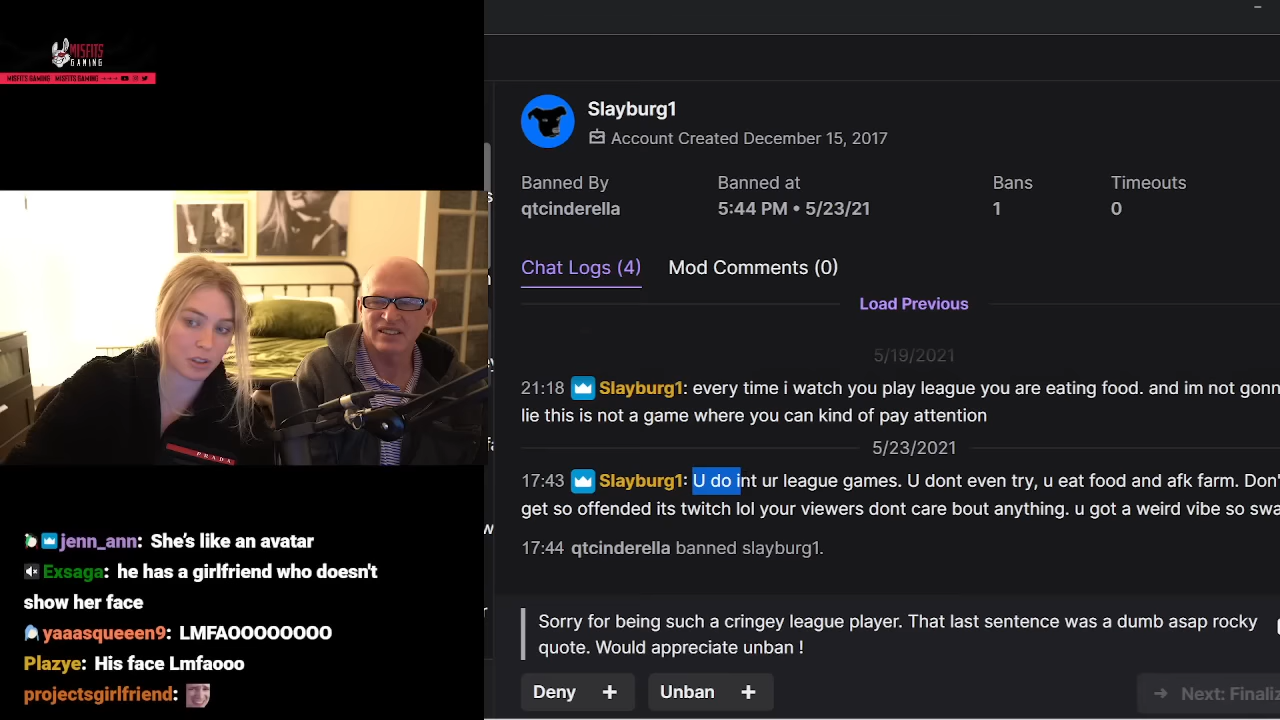 MISFITS
GAMING
MISFITS GAMING - MISFITS GAMING
PRADA
jenn_ann: She's like an avatar
Exsaga: he has a girlfriend who doesn't
show her face
yaaasqueeen9: LMFAOOOOOOOO
Plazye: His face Lmfaooo
projectsgirlfriend:
Slayburg1
Account Created December 15, 2017
Banned By
Banned at
Bans
Timeouts
qtcinderella
5:44 PM • 5/23/21
1
0
Chat Logs (4)
Mod Comments (0)
Load Previous
5/19/2021
21:18 Slayburg1: every time i watch you play league you are eating food. and im not gonn
lie this is not a game where you can kind of pay attention
5/23/2021
17:43 Slayburg1: U do int ur league games. U dont even try, u eat food and afk farm. Don'
get so offended its twitch lol your viewers dont care bout anything. u got a weird vibe so swa
17:44 qtcinderella banned slayburg1.
Sorry for being such a cringey league player. That last sentence was a dumb asap rocky
quote. Would appreciate unban !
Deny +
Unban +
Next: Finaliz